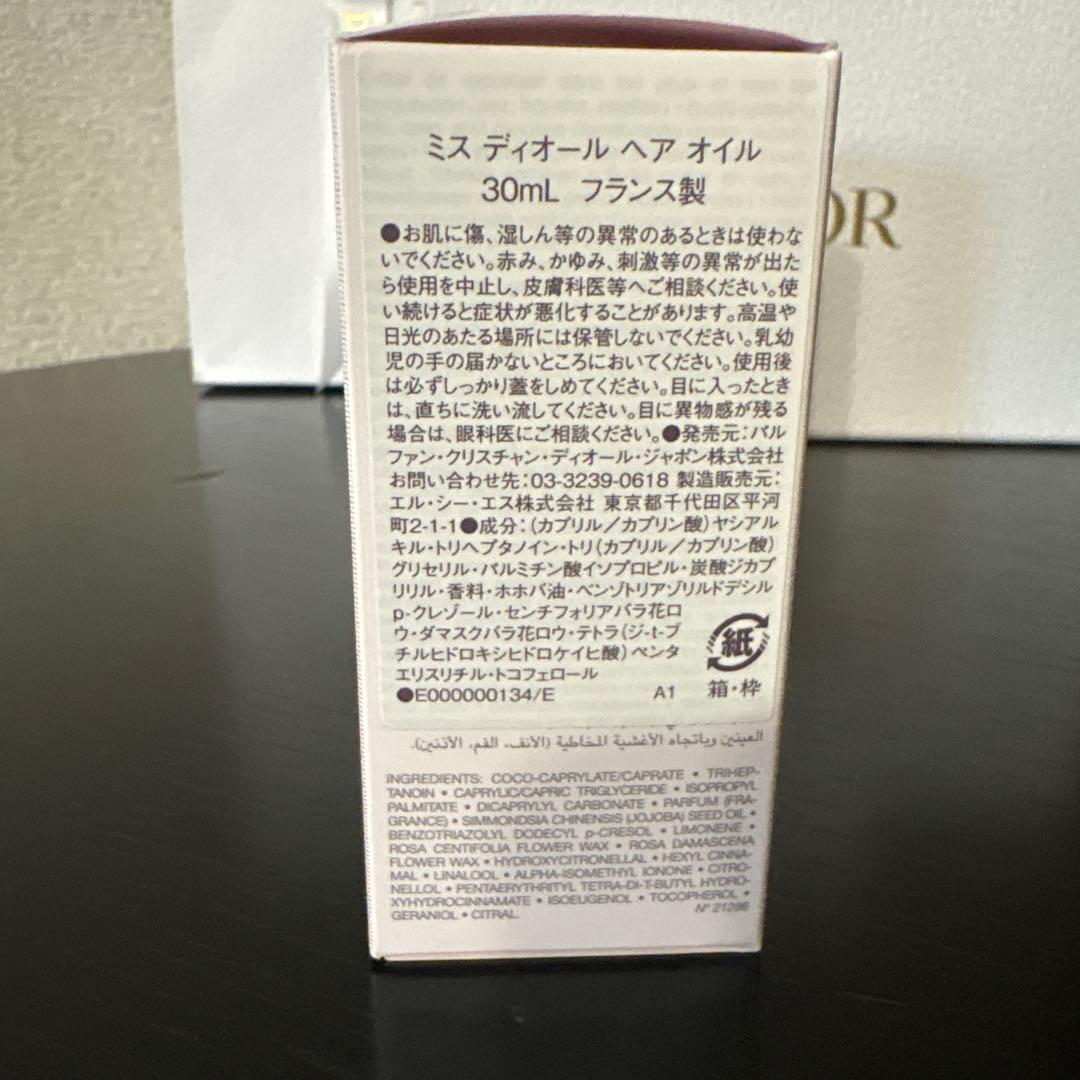 OR
ミス ディオール ヘア オイル
30mL フランス製
●お肌に傷、湿しん等の異常のあるときは使わな
いでください。赤み、かゆみ、刺激等の異常が出た
ら使用を中止し、皮膚科医等へご相談ください。使
い続けると症状が悪化することがあります。高温や
日光のあたる場所には保管しないでください。乳幼
児の手の届かないところにおいてください。使用後
は必ずしっかり蓋をしめてください。目に入ったとき
は、直ちに洗い流してください。目に異物感が残る
場合は、眼科医にご相談ください。●発売元：パル
ファン・クリスチャン・ディオール・ジャポン株式会社
お問い合わせ先：03-3239-0618 製造販売元：
エル・シー・エス株式会社 東京都千代田区平河
町2-1-1●成分：（カプリル／カプリン酸）ヤシアル
キル・トリヘプタノイン・トリ（カプリル／カプリン酸）
グリセリル・パルミチン酸イソプロピル・炭酸ジカプ
リリル・香料・ホホバ油・ベンゾトリアゾリルドデシル
p-クレゾール・センチフォリアバラ花ロ
ウ・ダマスクバラ花ロウ・テトラ（ジ-t-ブ
チルヒドロキシヒドロケイヒ酸）ペンタ
エリスリチル・トコフェロール
●E000000134/E A1
紙
箱・枠
العينين وباتجاه الأغشية المخاطية (الأنف، الفم، الأذنين).
INGREDIENTS: COCO-CAPRYLATE/CAPRATE • TRIHEP-
TANOIN • CAPRYLIC/CAPRIC TRIGLYCERIDE • ISOPROPYL
PALMITATE • DICAPRYLYL CARBONATE • PARFUM (FRA-
GRANCE) • SIMMONDSIA CHINENSIS (JOJOBA) SEED OIL •
BENZOTRIAZOLYL DODECYL p-CRESOL • LIMONENE •
ROSA CENTIFOLIA FLOWER WAX • ROSA DAMASCENA
FLOWER WAX • HYDROXYCITRONELLAL • HEXYL CINNA-
MAL • LINALOOL • ALPHA-ISOMETHYL IONONE • CITRO-
NELLOL • PENTAERYTHRITYL TETRA-DI-T-BUTYL HYDRO-
XYHYDROCINNAMATE • ISOEUGENOL • TOCOPHEROL •
GERANIOL • CITRAL.
N° 21286